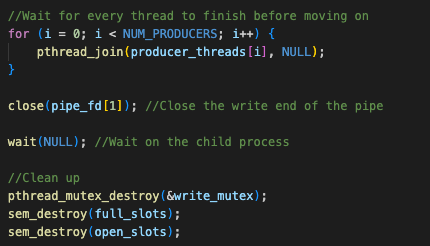 //Wait for every thread to finish before moving on
for (i = 0; i < NUM_PRODUCERS; i++) {
    pthread_join(producer_threads[i], NULL);
}
close(pipe_fd[1]); //Close the write end of the pipe
wait(NULL); //Wait on the child process
//Clean up
pthread_mutex_destroy(&write_mutex);
sem_destroy(full_slots);
sem_destroy(open_slots);